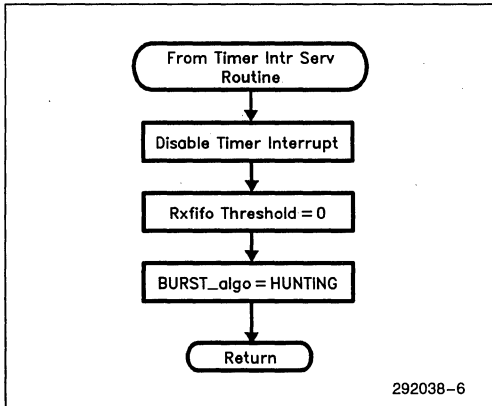 From Timer Intr Serv
Routine
Disable Timer Interrupt
Rxfifo Threshold = 0
BURST_algo = HUNTING
Return
292038-6